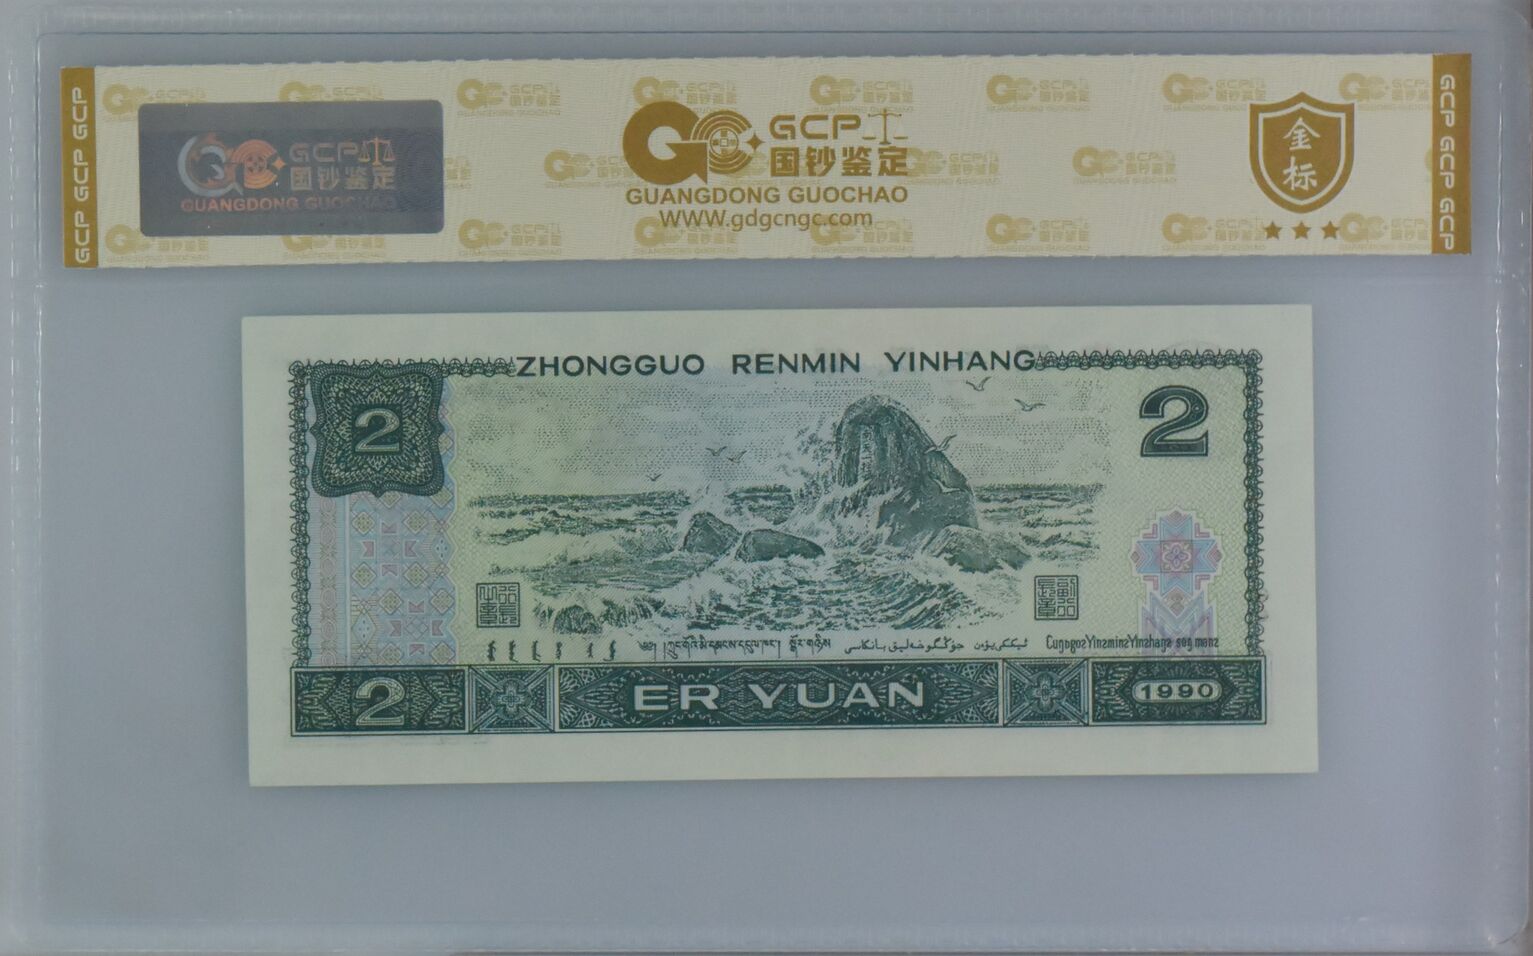 GCP GCP GCP
GCP
国钞鉴定
GUANGDONG GUOCHAO
GCP
国钞鉴定
GUANGDONG GUOCHAO
WWW.gdgcngc.com
金
标
GCP GCP GCP
ZHONGGUO RENMIN YINHANG
2
2
2
ER YUAN
1990